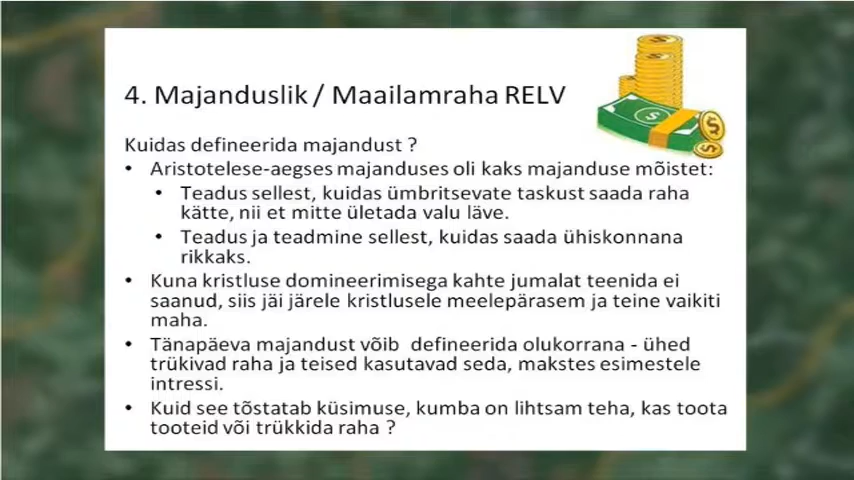 4. Majanduslik / Maailamraha RELV
Kuidas defineerida majandust ?
• Aristotelese-aegses majanduses oli kaks majanduse mõistet:
• Teadus sellest, kuidas ümbritsevate taskust saada raha
kätte, nii et mitte ületada valu läve.
• Teadus ja teadmine sellest, kuidas saada ühiskonnana
rikkaks.
• Kuna kristluse domineerimisega kahte jumalat teenida ei
saanud, siis jäi järele kristlusele meelepärasem ja teine vaikiti
maha.
• Tänapäeva majandust võib defineerida olukorrana - ühed
trükivad raha ja teised kasutavad seda, makstes esimestele
intressi.
• Kuid see tõstatab küsimuse, kumba on lihtsam teha, kas toota
tooteid või trükkida raha ?